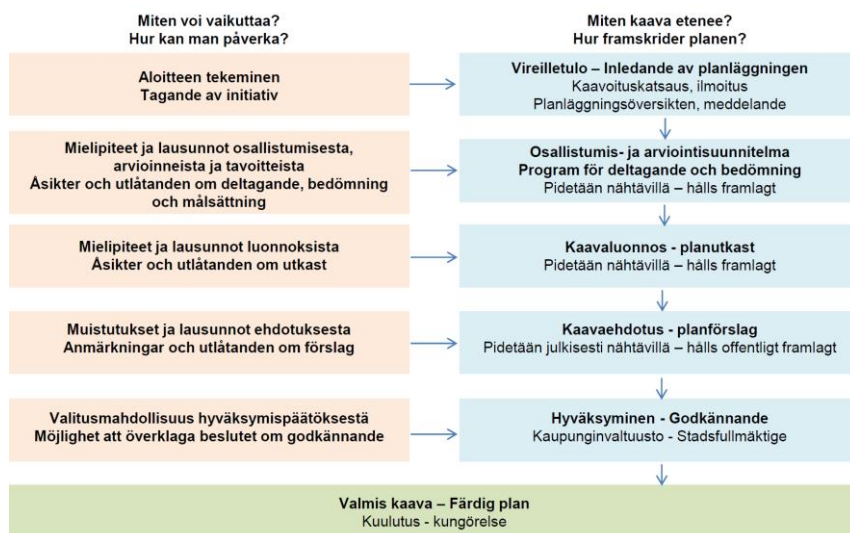 Miten voi vaikuttaa?
Hur kan man påverka?
Miten kaava etenee?
Hur framskrider planen?
Aloitteen tekeminen
Tagande av initiativ
Vireilletulo – Inledande av planläggningen
Kaavoituskatsaus, ilmoitus
Planläggningsöversikten, meddelande
Mielipiteet ja lausunnot osallistumisesta,
arvioinneista ja tavoitteista
Åsikter och utlåtanden om deltagande, bedömning
och målsättning
Osallistumis- ja arviointisuunnitelma
Program för deltagande och bedömning
Pidetään nähtävillä – hålls framlagt
Mielipiteet ja lausunnot luonnoksista
Åsikter och utlåtanden om utkast
Kaavaluonnos - planutkast
Pidetään nähtävillä – hålls framlagt
Muistutukset ja lausunnot ehdotuksesta
Anmärkningar och utlåtanden om förslag
Kaavaehdotus - planförslag
Pidetään julkisesti nähtävillä – hålls offentligt framlagt
Valitusmahdollisuus hyväksymispäätöksestä
Möjlighet att överklaga beslutet om godkännande
Hyväksyminen - Godkännande
Kaupunginvaltuusto - Stadsfullmäktige
Valmis kaava – Färdig plan
Kuulutus - kungörelse